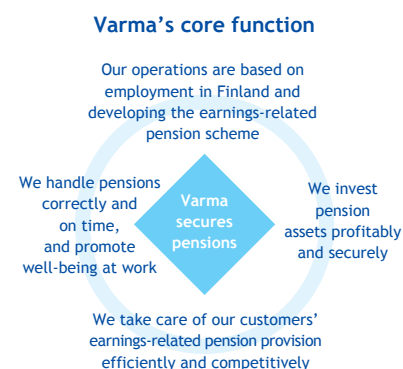 Varma’s core function
Our operations are based on
employment in Finland and
developing the earnings-related
pension scheme
We handle pensions
correctly and
on time,
and promote
well-being at work
Varma
secures
pensions
We invest
pension
assets profitably
and securely
We take care of our customers’
earnings-related pension provision
efficiently and competitively